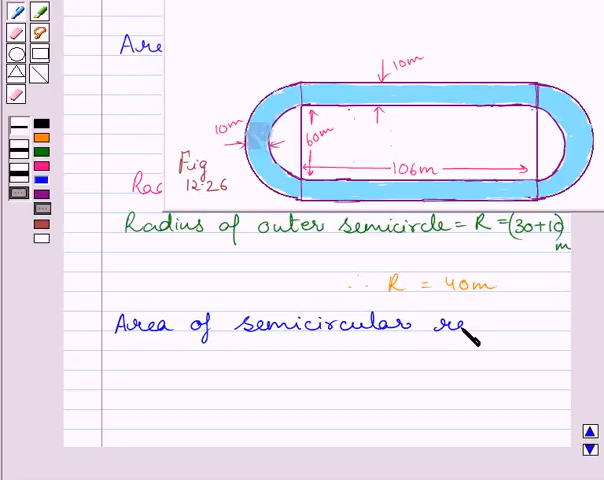 Are
10m
10m
60m
106m
Fig
12.26
Rad
Radius of outer semicircle = R = (30+10)
m
∴ R = 40m
Area of semicircular re